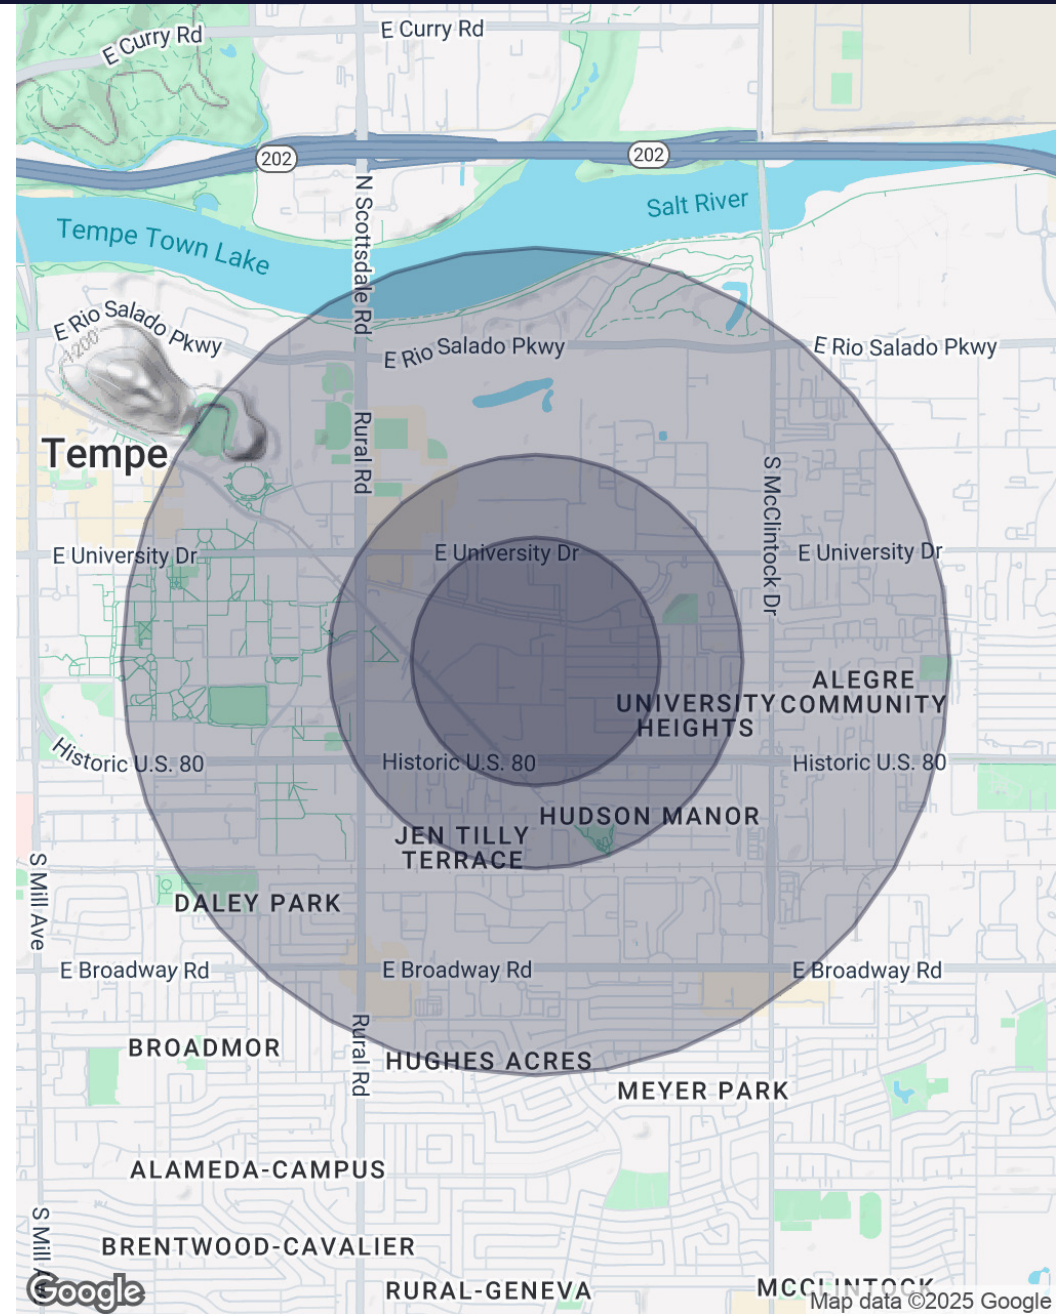 E Curry Rd
E Curry Rd
202
202
N Scottsdale Rd
Salt River
Tempe Town Lake
E Rio Salado Pkwy
1200'
E Rio Salado Pkwy
E Rio Salado Pkwy
Tempe
Rural Rd
S McClintock Dr
E University Dr
E University Dr
E University Dr
ALEGRE
COMMUNITY
UNIVERSITY
HEIGHTS
Historic U.S. 80
Historic U.S. 80
Historic U.S. 80
HUDSON MANOR
JEN TILLY
TERRACE
S Mill Ave
DALEY PARK
E Broadway Rd
E Broadway Rd
E Broadway Rd
Rural Rd
BROADMOR
HUGHES ACRES
MEYER PARK
ALAMEDA-CAMPUS
S Mill A
BRENTWOOD-CAVALIER
RURAL-GENEVA
MCCLINTOCK
Google
Map data ©2025 Google